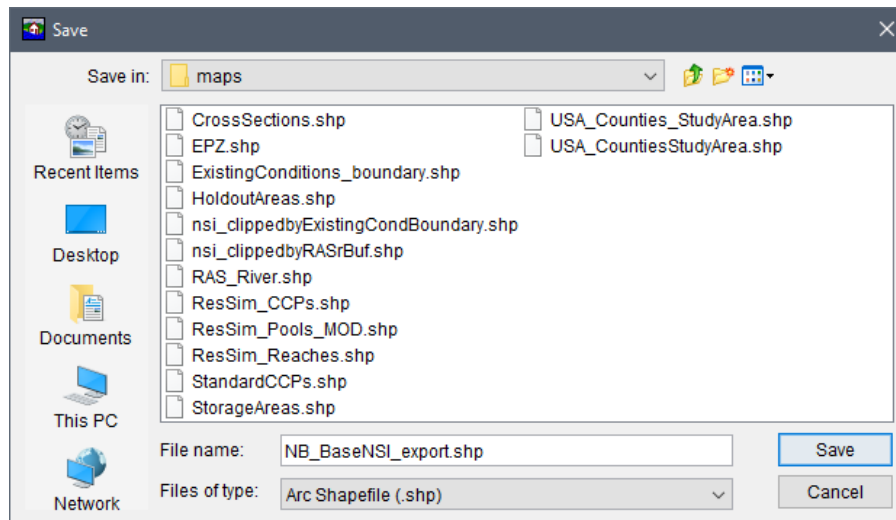 Save
Save in: maps
Recent Items
Desktop
Documents
This PC
Network
CrossSections.shp
EPZ.shp
ExistingConditions_boundary.shp
HoldoutAreas.shp
nsi_clippedbyExistingCondBoundary.shp
nsi_clippedbyRASrBuf.shp
RAS_River.shp
ResSim_CCPs.shp
ResSim_Pools_MOD.shp
ResSim_Reaches.shp
StandardCCPs.shp
StorageAreas.shp
USA_Counties_StudyArea.shp
USA_CountiesStudyArea.shp
File name: NB_BaseNSI_export.shp Save
Files of type: Arc Shapefile (.shp) Cancel